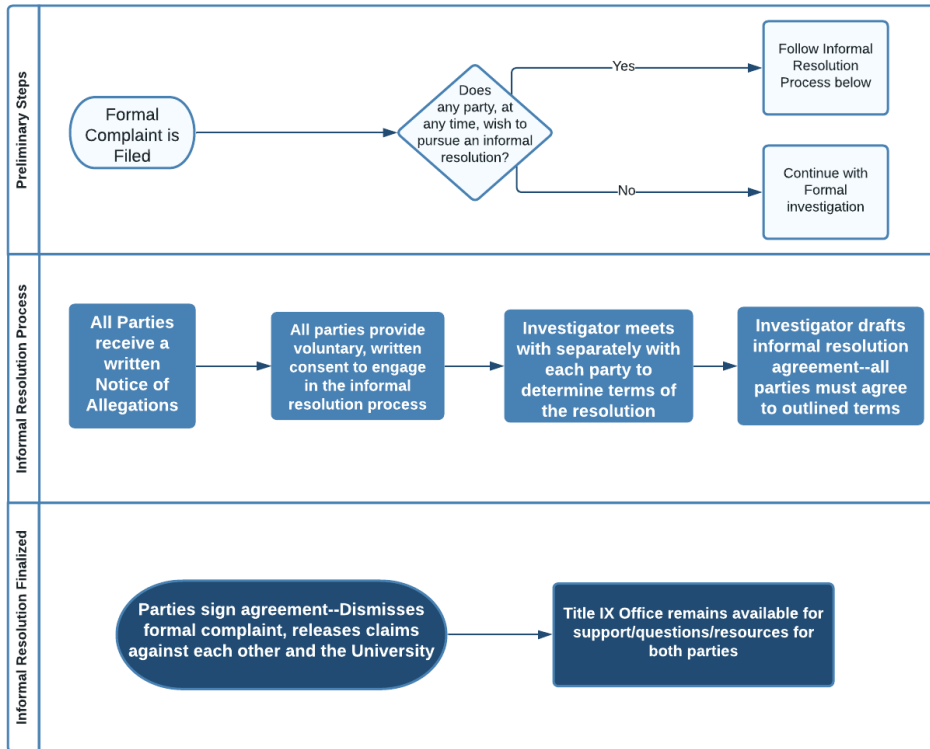 Preliminary Steps
Formal
Complaint is
Filed
Does
any party, at
any time, wish to
pursue an informal
resolution?
Yes
Follow Informal
Resolution
Process below
No
Continue with
Formal
investigation
Informal Resolution Process
All Parties
receive a
written
Notice of
Allegations
All parties provide
voluntary, written
consent to engage
in the informal
resolution process
Investigator meets
with separately with
each party to
determine terms of
the resolution
Investigator drafts
informal resolution
agreement--all
parties must agree
to outlined terms
Informal Resolution Finalized
Parties sign agreement--Dismisses
formal complaint, releases claims
against each other and the University
Title IX Office remains available for
support/questions/resources for
both parties